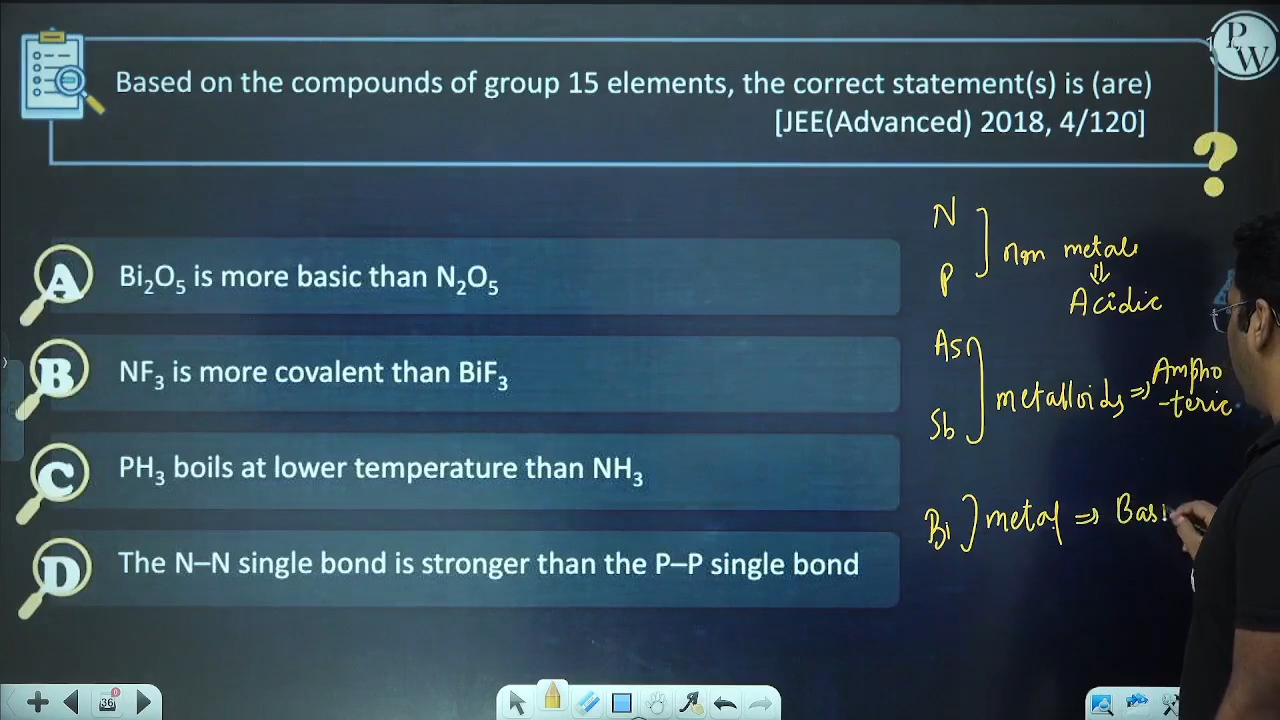 PW
Based on the compounds of group 15 elements, the correct statement(s) is (are)
[JEE(Advanced) 2018, 4/120]
?
A Bi₂O₅ is more basic than N₂O₅
B NF₃ is more covalent than BiF₃
C PH₃ boils at lower temperature than NH₃
D The N–N single bond is stronger than the P–P single bond
N
P
non metals
⇓
Acidic
As
Sb
metalloids ⇒ Ampho
-teric
Bi ] metal ⇒ Basi
36
0